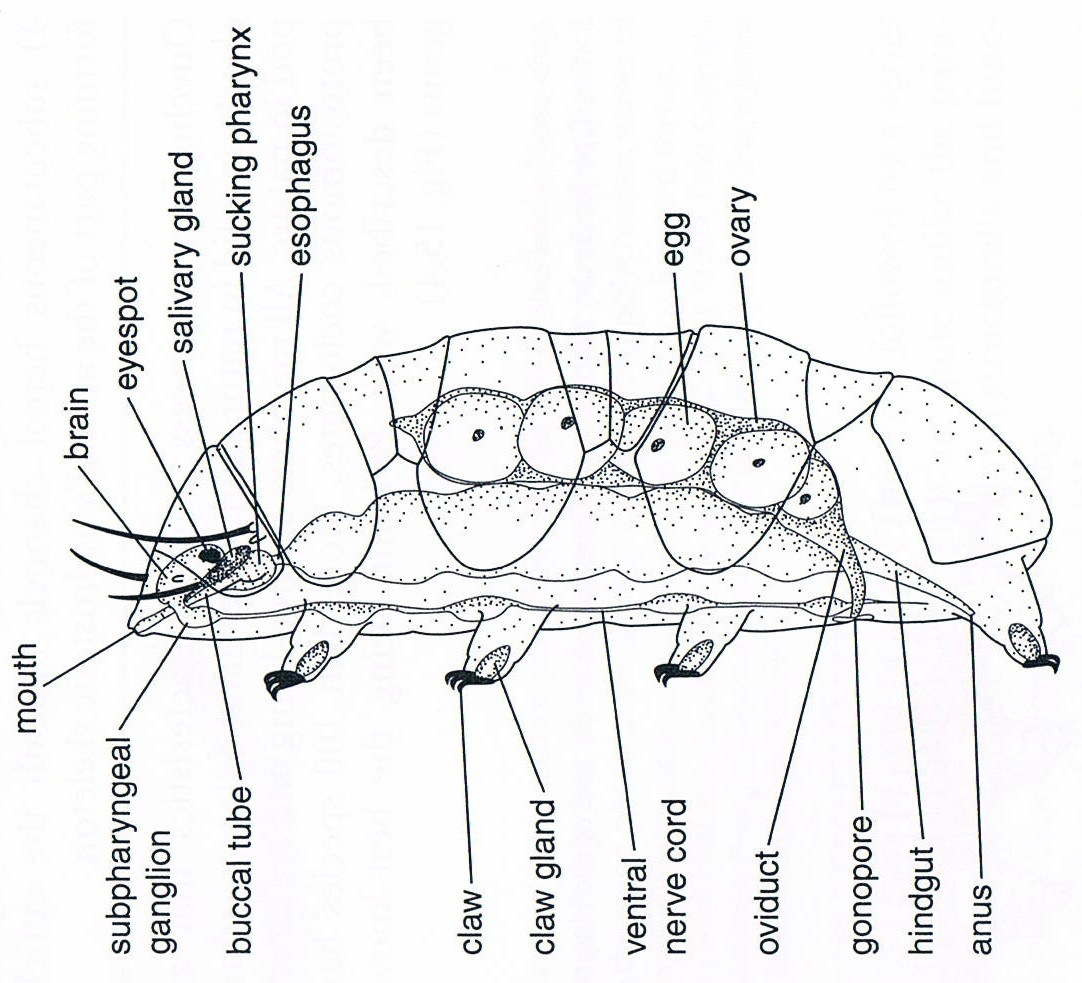 mouth
brain
eyespot
salivary gland
sucking pharynx
esophagus
egg
ovary
subpharyngeal
ganglion
buccal tube
claw
claw gland
ventral
nerve cord
oviduct
gonopore
hindgut
anus